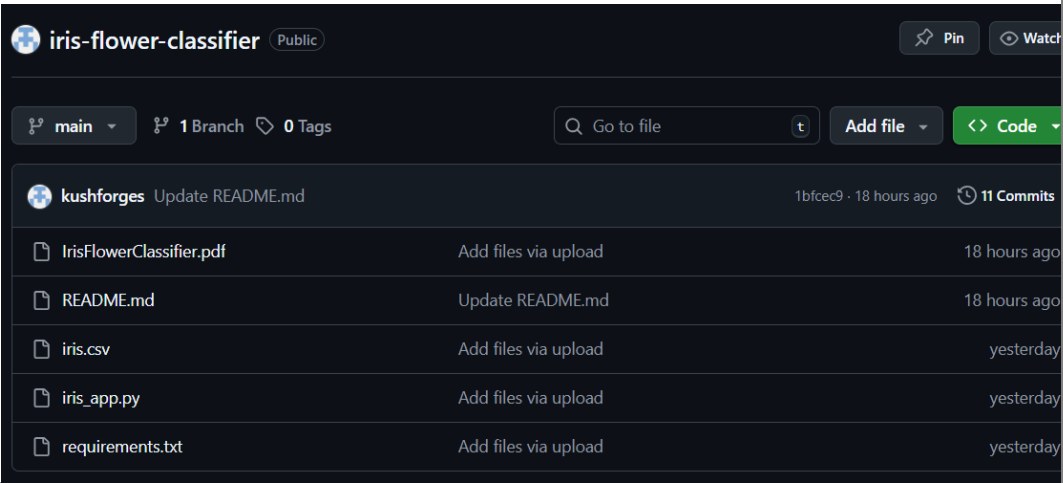 iris-flower-classifier Public Pin Watch
main 1 Branch 0 Tags Go to file t Add file Code
kushforges Update README.md 1bfcec9 · 18 hours ago 11 Commits
IrisFlowerClassifier.pdf Add files via upload 18 hours ago
README.md Update README.md 18 hours ago
iris.csv Add files via upload yesterday
iris_app.py Add files via upload yesterday
requirements.txt Add files via upload yesterday